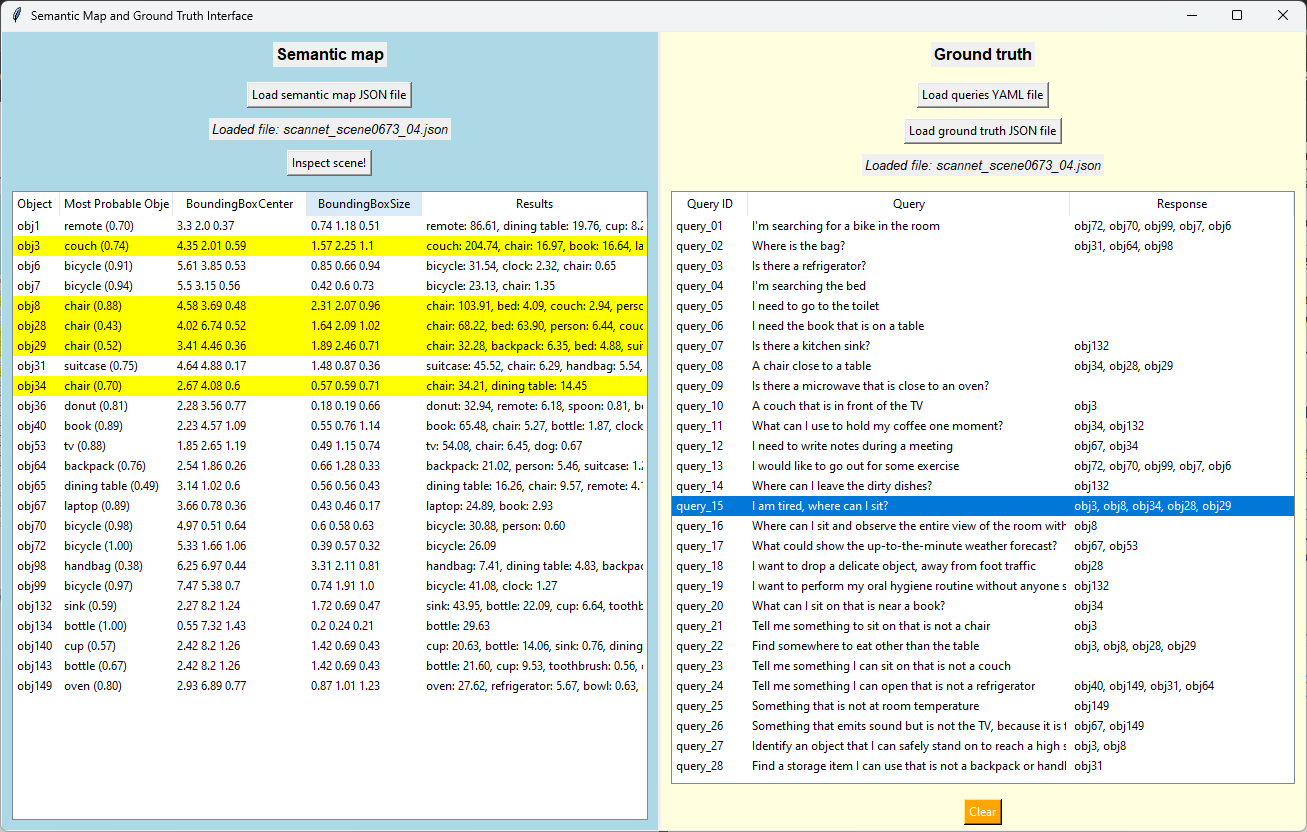 Semantic Map and Ground Truth Interface
Semantic map
Load semantic map JSON file
Loaded file: scannet_scene0673_04.json
Inspect scene!
Object Most Probable Obje BoundingBoxCenter BoundingBoxSize Results
obj1 remote (0.70) 3.3 2.0 0.37 0.74 1.18 0.51 remote: 86.61, dining table: 19.76, cup: 8.2
obj3 couch (0.74) 4.35 2.01 0.59 1.57 2.25 1.1 couch: 204.74, chair: 16.97, book: 16.64, la
obj6 bicycle (0.91) 5.61 3.85 0.53 0.85 0.66 0.94 bicycle: 31.54, clock: 2.32, chair: 0.65
obj7 bicycle (0.94) 5.5 3.15 0.56 0.42 0.6 0.73 bicycle: 23.13, chair: 1.35
obj8 chair (0.88) 4.58 3.69 0.48 2.31 2.07 0.96 chair: 103.91, bed: 4.09, couch: 2.94, perso
obj28 chair (0.43) 4.02 6.74 0.52 1.64 2.09 1.02 chair: 68.22, bed: 63.90, person: 6.44, couc
obj29 chair (0.52) 3.41 4.46 0.36 1.89 2.46 0.71 chair: 32.28, backpack: 6.35, bed: 4.88, suit
obj31 suitcase (0.75) 4.64 4.88 0.17 1.48 0.87 0.36 suitcase: 45.52, chair: 6.29, handbag: 5.54,
obj34 chair (0.70) 2.67 4.08 0.6 0.57 0.59 0.71 chair: 34.21, dining table: 14.45
obj36 donut (0.81) 2.28 3.56 0.77 0.18 0.19 0.66 donut: 32.94, remote: 6.18, spoon: 0.81, b
obj40 book (0.89) 2.23 4.57 1.09 0.55 0.76 1.14 book: 65.48, chair: 5.27, bottle: 1.87, clock
obj53 tv (0.88) 1.85 2.65 1.19 0.49 1.15 0.74 tv: 54.08, chair: 6.45, dog: 0.67
obj64 backpack (0.76) 2.54 1.86 0.26 0.66 1.28 0.33 backpack: 21.02, person: 5.46, suitcase: 1.2
obj65 dining table (0.49) 3.14 1.02 0.6 0.56 0.56 0.43 dining table: 16.26, chair: 9.57, remote: 4.
obj67 laptop (0.89) 3.66 0.78 0.36 0.43 0.46 0.17 laptop: 24.89, book: 2.93
obj70 bicycle (0.98) 4.97 0.51 0.64 0.6 0.58 0.63 bicycle: 30.88, person: 0.60
obj72 bicycle (1.00) 5.33 1.66 1.06 0.39 0.57 0.32 bicycle: 26.09
obj98 handbag (0.38) 6.25 6.97 0.44 3.31 2.11 0.81 handbag: 7.41, dining table: 4.83, backpac
obj99 bicycle (0.97) 7.47 5.38 0.7 0.74 1.91 1.0 bicycle: 41.08, clock: 1.27
obj132 sink (0.59) 2.27 8.2 1.24 1.72 0.69 0.47 sink: 43.95, bottle: 22.09, cup: 6.64, toothb
obj134 bottle (1.00) 0.55 7.32 1.43 0.2 0.24 0.21 bottle: 29.63
obj140 cup (0.57) 2.42 8.2 1.26 1.42 0.69 0.43 cup: 20.63, bottle: 14.06, sink: 0.76, dining
obj143 bottle (0.67) 2.42 8.2 1.26 1.42 0.69 0.43 bottle: 21.60, cup: 9.53, toothbrush: 0.56,
obj149 oven (0.80) 2.93 6.89 0.77 0.87 1.01 1.23 oven: 27.62, refrigerator: 5.67, bowl: 0.63,
Ground truth
Load queries YAML file
Load ground truth JSON file
Loaded file: scannet_scene0673_04.json
Query ID Query Response
query_01 I'm searching for a bike in the room obj72, obj70, obj99, obj7, obj6
query_02 Where is the bag? obj31, obj64, obj98
query_03 Is there a refrigerator?
query_04 I'm searching the bed
query_05 I need to go to the toilet
query_06 I need the book that is on a table
query_07 Is there a kitchen sink? obj132
query_08 A chair close to a table obj34, obj28, obj29
query_09 Is there a microwave that is close to an oven?
query_10 A couch that is in front of the TV obj3
query_11 What can I use to hold my coffee one moment? obj34, obj132
query_12 I need to write notes during a meeting obj67, obj34
query_13 I would like to go out for some exercise obj72, obj70, obj99, obj7, obj6
query_14 Where can I leave the dirty dishes? obj132
query_15 I am tired, where can I sit? obj3, obj8, obj34, obj28, obj29
query_16 Where can I sit and observe the entire view of the room with obj8
query_17 What could show the up-to-the-minute weather forecast? obj67, obj53
query_18 I want to drop a delicate object, away from foot traffic obj28
query_19 I want to perform my oral hygiene routine without anyone s obj132
query_20 What can I sit on that is near a book? obj34
query_21 Tell me something to sit on that is not a chair obj3
query_22 Find somewhere to eat other than the table obj3, obj8, obj28, obj29
query_23 Tell me something I can sit on that is not a couch
query_24 Tell me something I can open that is not a refrigerator obj40, obj149, obj31, obj64
query_25 Something that is not at room temperature obj149
query_26 Something that emits sound but is not the TV, because it is t obj67, obj149
query_27 Identify an object that I can safely stand on to reach a high s obj3, obj8
query_28 Find a storage item I can use that is not a backpack or handl obj31
Clear